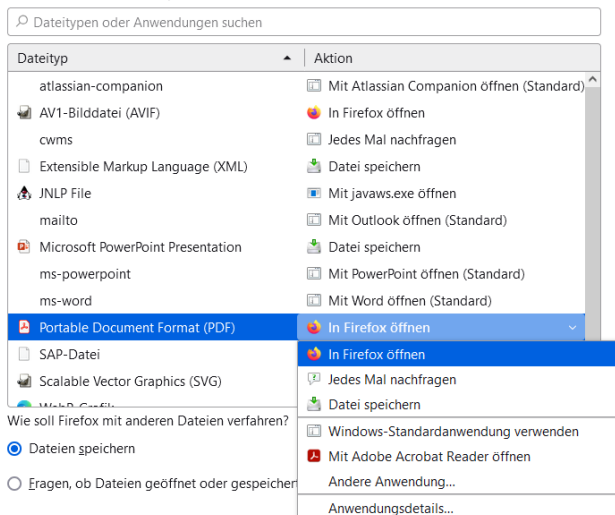 Dateitypen oder Anwendungen suchen
Dateityp Aktion
atlassian-companion Mit Atlassian Companion öffnen (Standard)
AV1-Bilddatei (AVIF) In Firefox öffnen
cwms Jedes Mal nachfragen
Extensible Markup Language (XML) Datei speichern
JNLP File Mit javaws.exe öffnen
mailto Mit Outlook öffnen (Standard)
Microsoft PowerPoint Presentation Datei speichern
ms-powerpoint Mit PowerPoint öffnen (Standard)
ms-word Mit Word öffnen (Standard)
Portable Document Format (PDF) In Firefox öffnen
SAP-Datei In Firefox öffnen
Scalable Vector Graphics (SVG) Jedes Mal nachfragen
WebP-Grafik Datei speichern
Wie soll Firefox mit anderen Dateien verfahren? Windows-Standardanwendung verwenden
Dateien speichern Mit Adobe Acrobat Reader öffnen
Fragen, ob Dateien geöffnet oder gespeichert Andere Anwendung...
Anwendungsdetails...